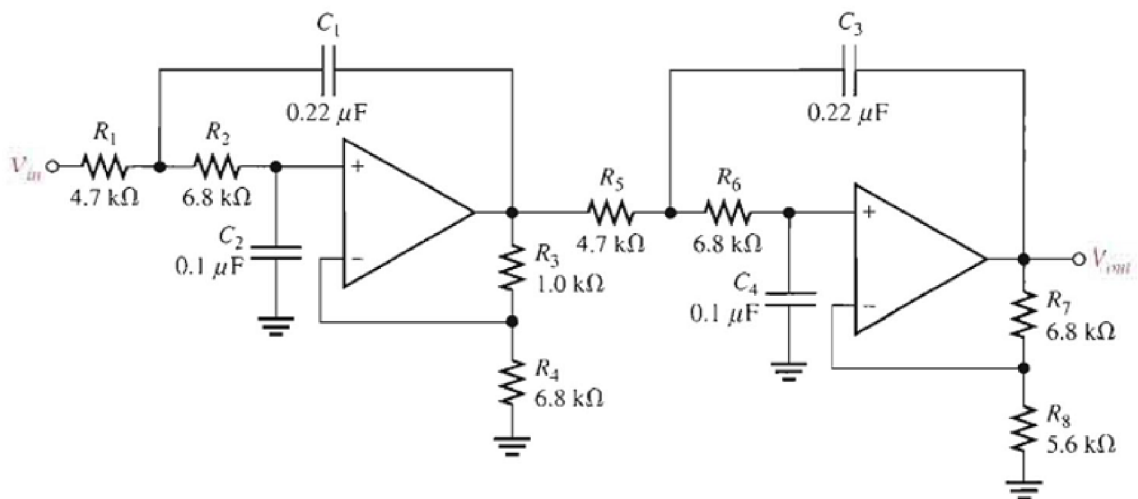 C₁
0.22 μF
R₁
4.7 kΩ
R₂
6.8 kΩ
V_in
C₂
0.1 μF
+
−
R₃
1.0 kΩ
R₄
6.8 kΩ
C₃
0.22 μF
R₅
4.7 kΩ
R₆
6.8 kΩ
C₄
0.1 μF
+
−
V_out
R₇
6.8 kΩ
R₈
5.6 kΩ